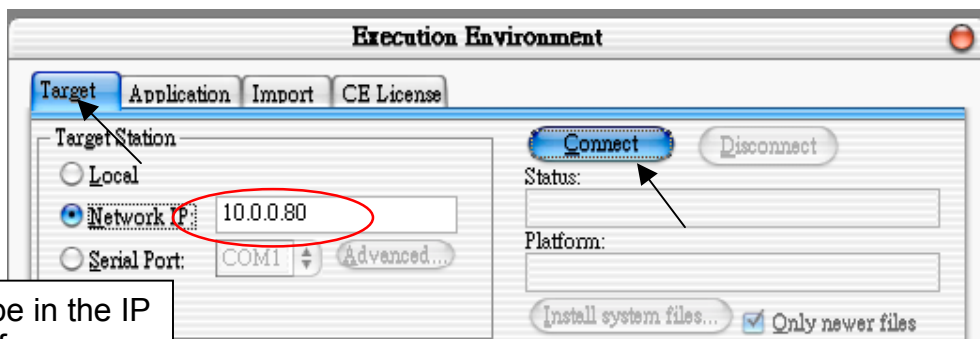 Execution Environment
Target Application Import CE License
Target Station
Local
Network IP: 10.0.0.80
Serial Port: COM1 Advanced...
Connect Disconnect
Status:
Platform:
Install system files... Only newer files
in the IP